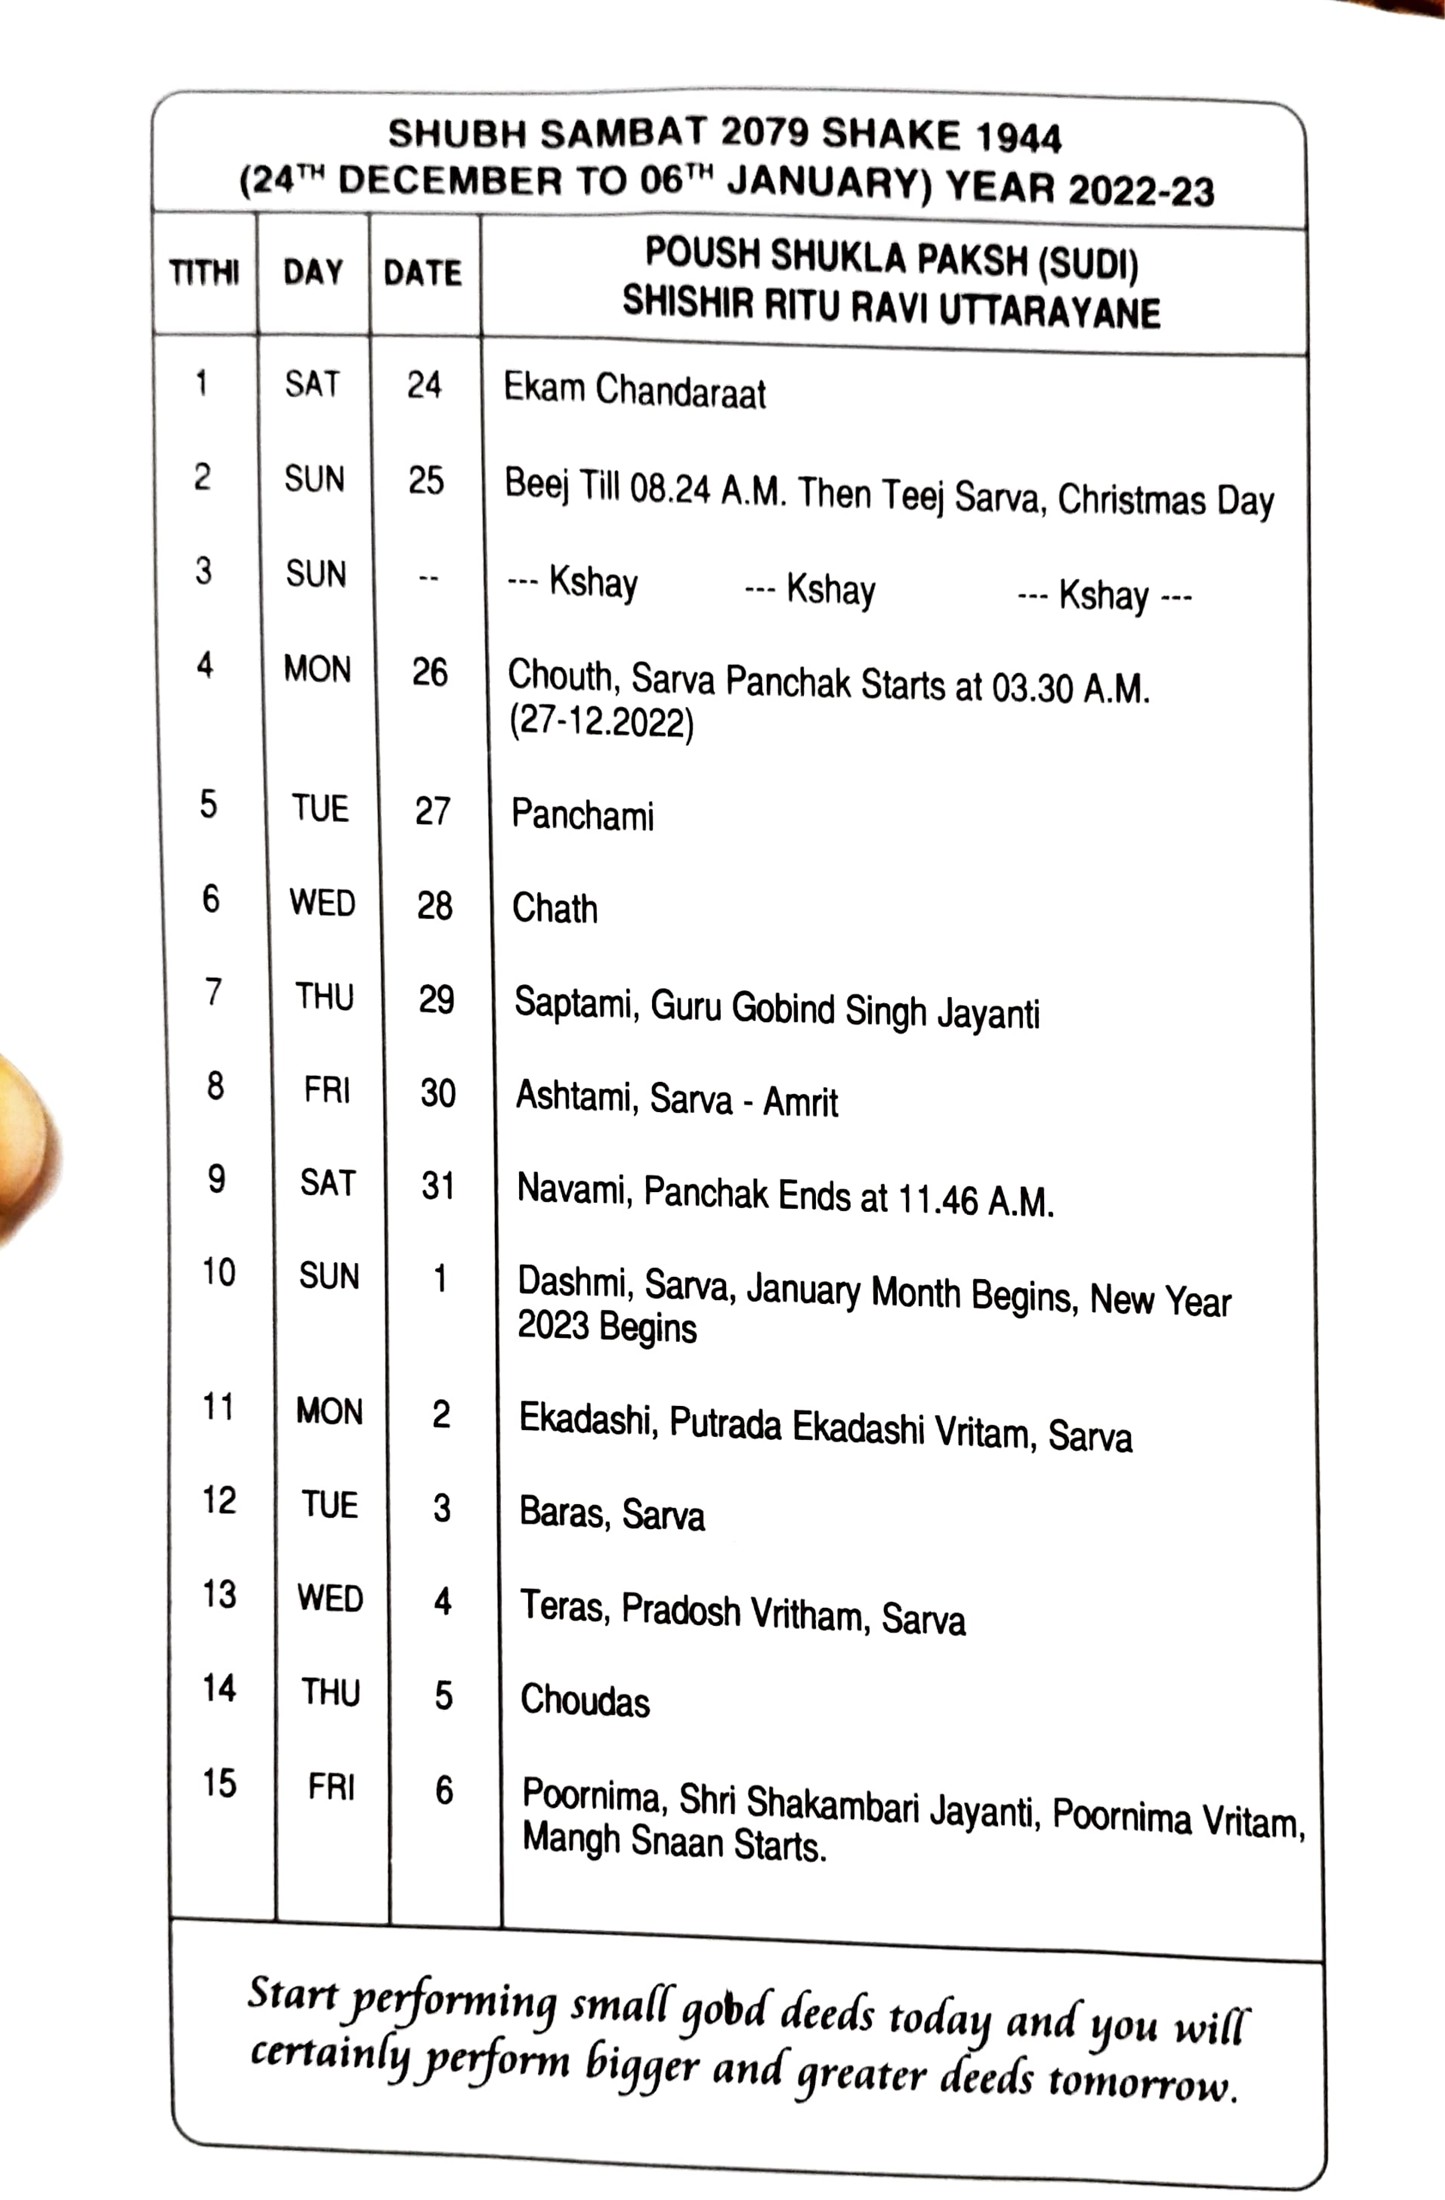 SHUBH SAMBAT 2079 SHAKE 1944
(24TH DECEMBER TO 06TH JANUARY) YEAR 2022-23
TITHI DAY DATE POUSH SHUKLA PAKSH (SUDI)
SHISHIR RITU RAVI UTTARAYANE
1 SAT 24 Ekam Chandaraat
2 SUN 25 Beej Till 08.24 A.M. Then Teej Sarva, Christmas Day
3 SUN -- --- Kshay --- Kshay --- Kshay ---
4 MON 26 Chouth, Sarva Panchak Starts at 03.30 A.M.
(27-12.2022)
5 TUE 27 Panchami
6 WED 28 Chath
7 THU 29 Saptami, Guru Gobind Singh Jayanti
8 FRI 30 Ashtami, Sarva - Amrit
9 SAT 31 Navami, Panchak Ends at 11.46 A.M.
10 SUN 1 Dashmi, Sarva, January Month Begins, New Year
2023 Begins
11 MON 2 Ekadashi, Putrada Ekadashi Vritam, Sarva
12 TUE 3 Baras, Sarva
13 WED 4 Teras, Pradosh Vritham, Sarva
14 THU 5 Choudas
15 FRI 6 Poornima, Shri Shakambari Jayanti, Poornima Vritam,
Mangh Snaan Starts.
Start performing small good deeds today and you will
certainly perform bigger and greater deeds tomorrow.